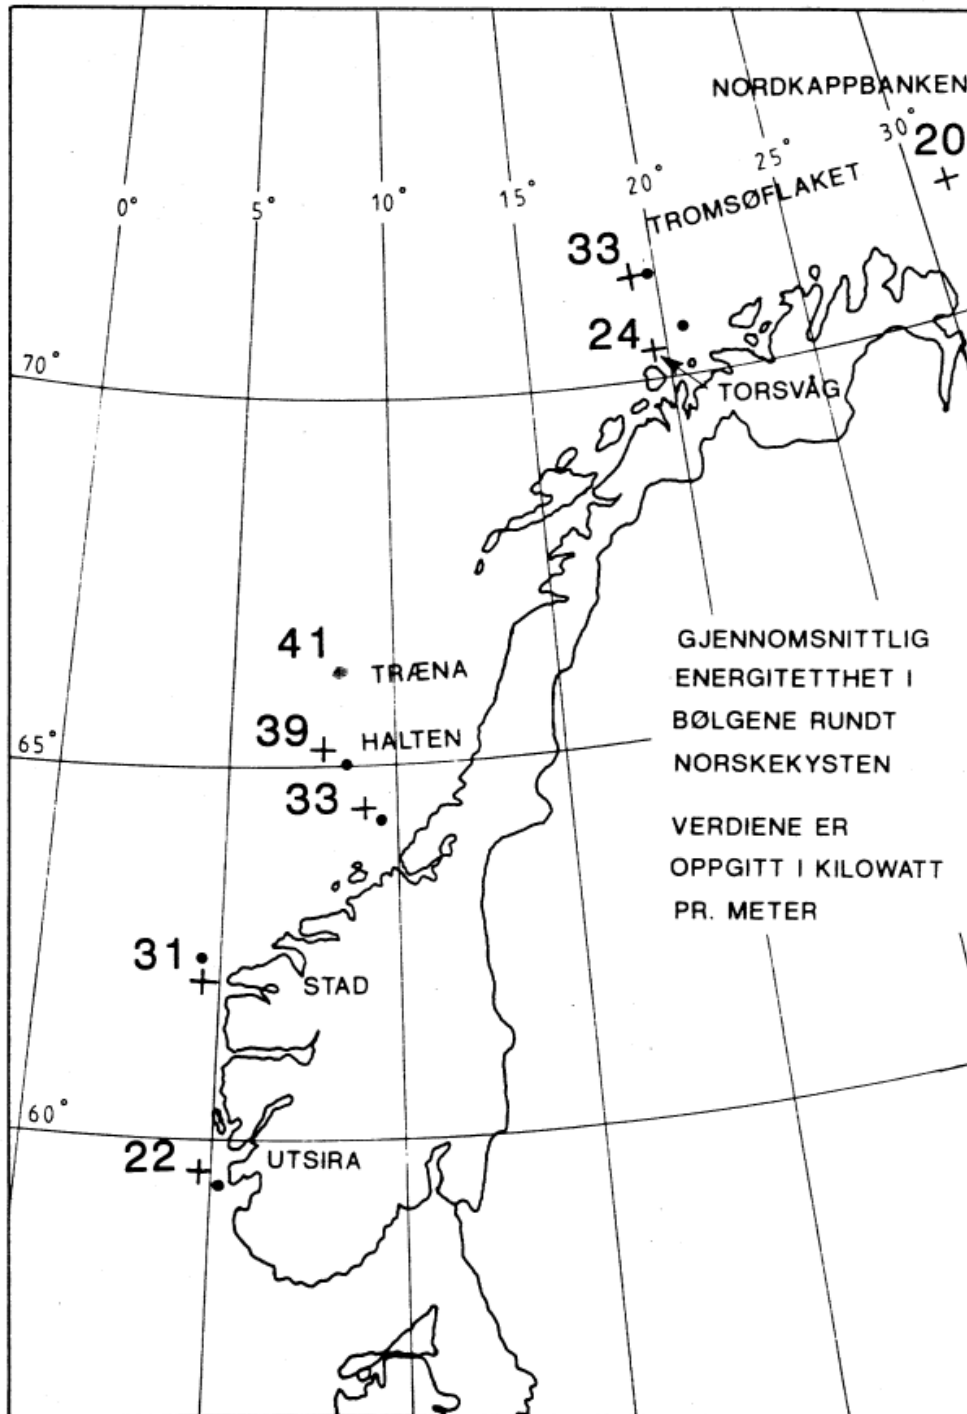 NORDKAPPBANKEN
30°
20
25°
20°
TROMSØFLAKET
15°
10°
5°
0°
33
24
70°
TORSVÅG
41
TRÆNA
39
HALTEN
65°
33
GJENNOMSNITTLIG
ENERGITETTHET I
BØLGENE RUNDT
NORSKEKYSTEN
VERDIENE ER
OPPGITT I KILOWATT
PR. METER
31
STAD
60°
22
UTSIRA